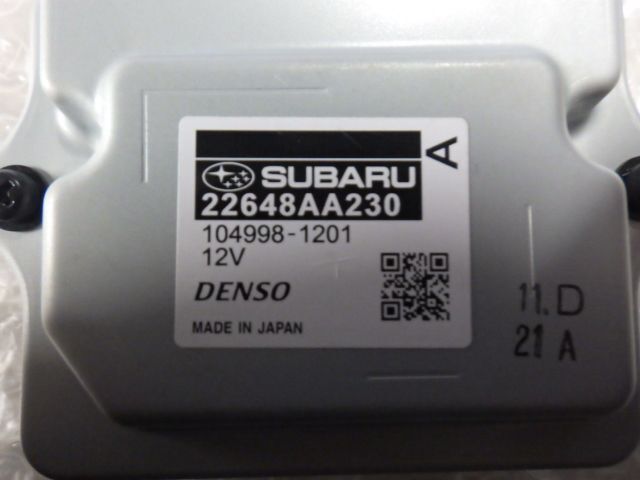 SUBARU
A
22648AA230
104998-1201
12V
DENSO
MADE IN JAPAN
11.D
21 A